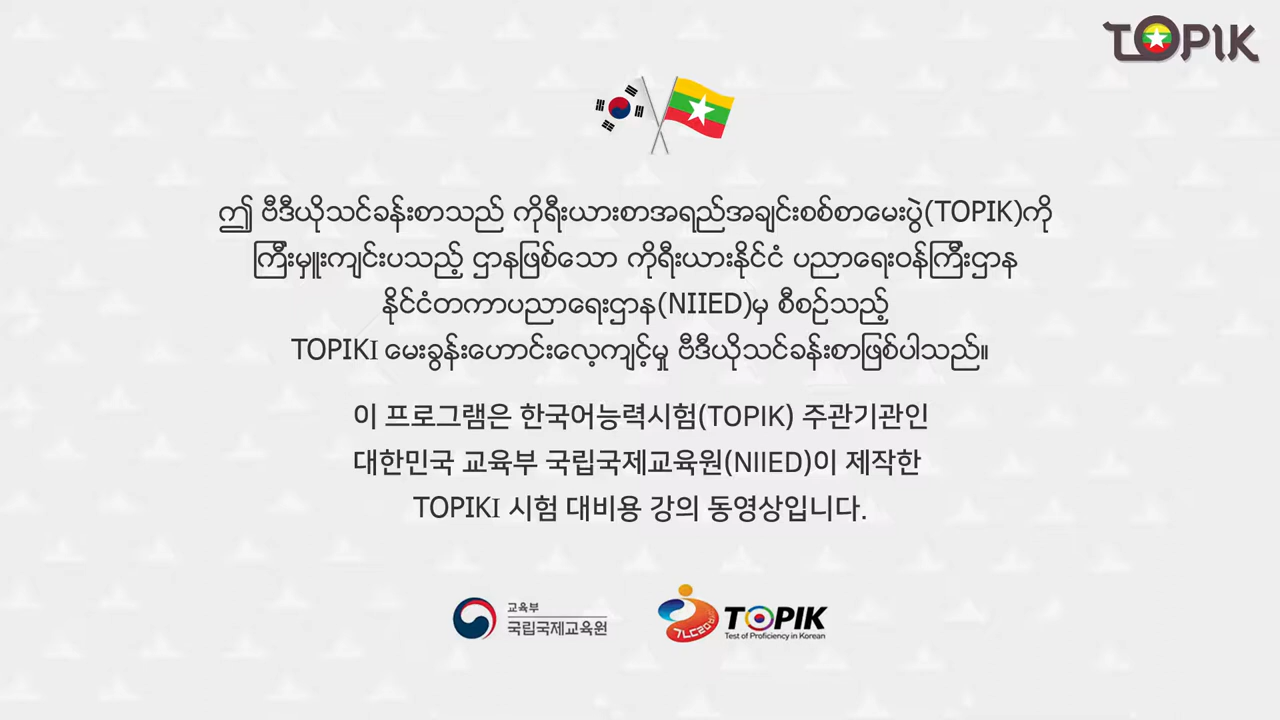 TOPIK
ဤ ဗီဒီယိုသင်ခန်းစာသည် ကိုရီးယားစာအရည်အချင်းစစ်စာမေးပွဲ(TOPIK)ကို
ကြီးမှူးကျင်းပသည့် ဌာနဖြစ်သော ကိုရီးယားနိုင်ငံ ပညာရေးဝန်ကြီးဌာန
နိုင်ငံတကာပညာရေးဌာန(NIIED)မှ စီစဉ်သည့်
TOPIKI မေးခွန်းဟောင်းလေ့ကျင့်မှု ဗီဒီယိုသင်ခန်းစာဖြစ်ပါသည်။
이 프로그램은 한국어능력시험(TOPIK) 주관기관인
대한민국 교육부 국립국제교육원(NIIED)이 제작한
TOPIKI 시험 대비용 강의 동영상입니다.
교육부
국립국제교육원
TOPIK
Test of Proficiency in Korean